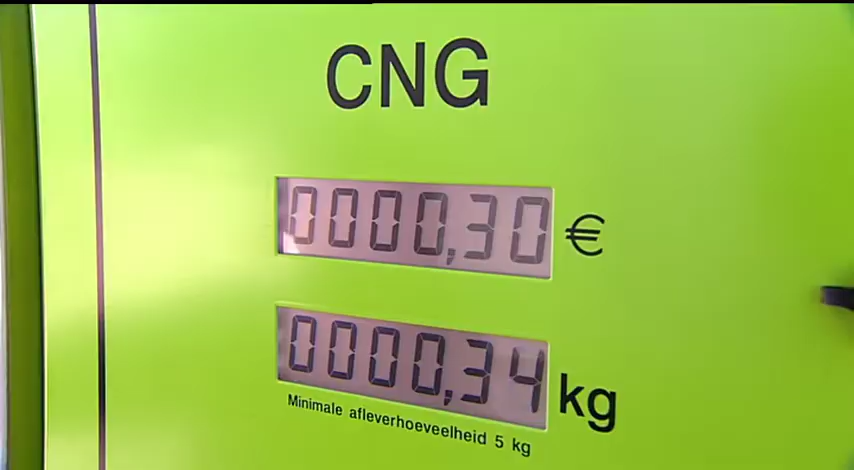 CNG
0000,30 €
0000,34 kg
Minimale afleverhoeveelheid 5 kg